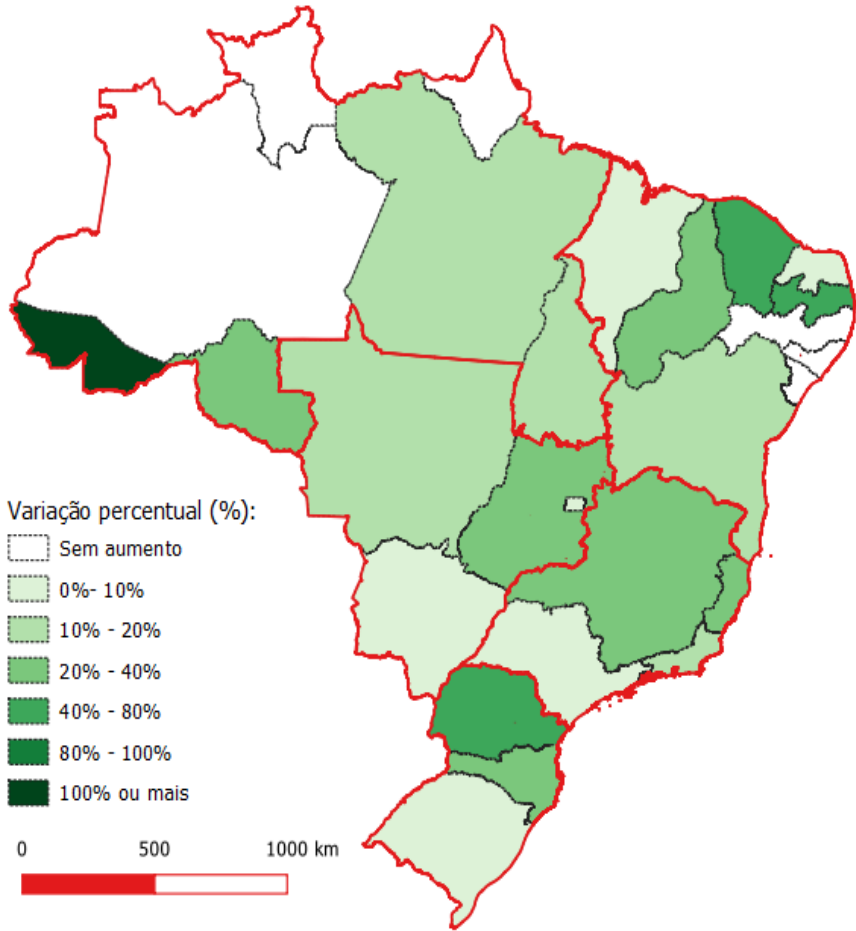 Variação percentual (%):
Sem aumento
0%- 10%
10% - 20%
20% - 40%
40% - 80%
80% - 100%
100% ou mais
0 500 1000 km